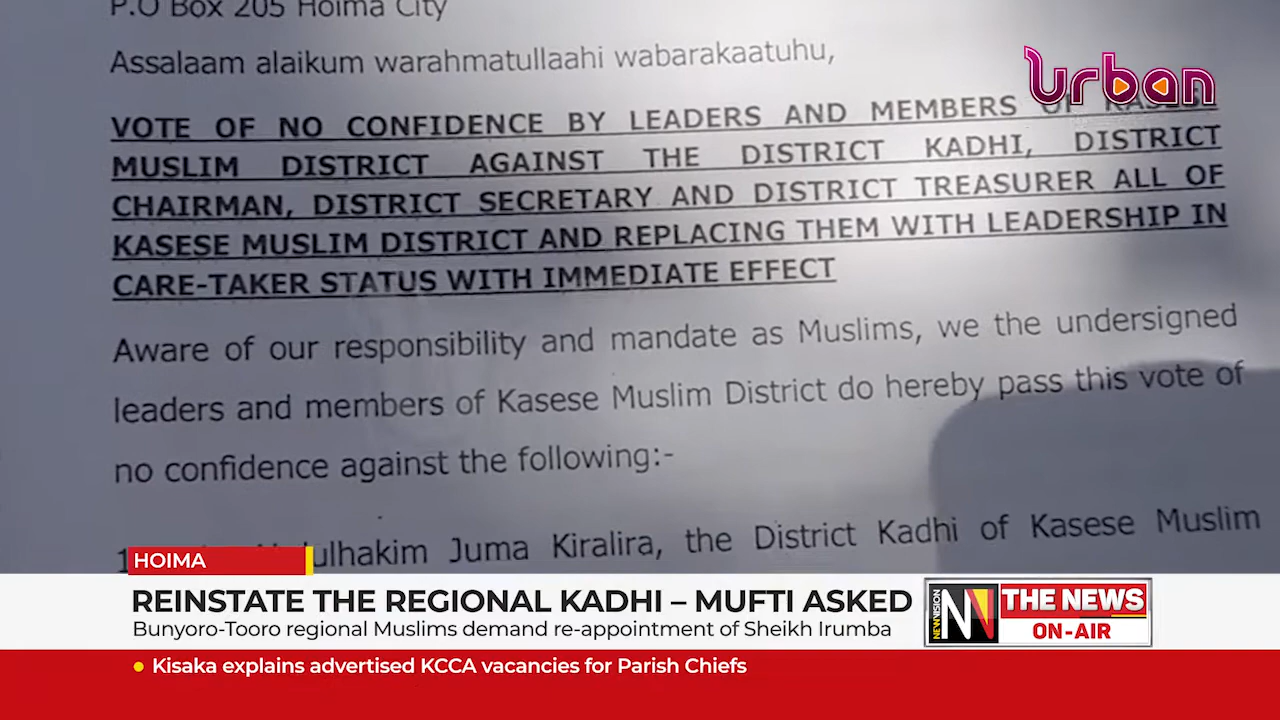 P.O Box 205 Hoima City
Assalaam alaikum warahmatullaahi wabarakaatuhu,
urban
VOTE OF NO CONFIDENCE BY LEADERS AND MEMBERS OF KASESE
MUSLIM DISTRICT AGAINST THE DISTRICT KADHI, DISTRICT
CHAIRMAN, DISTRICT SECRETARY AND DISTRICT TREASURER ALL OF
KASESE MUSLIM DISTRICT AND REPLACING THEM WITH LEADERSHIP IN
CARE-TAKER STATUS WITH IMMEDIATE EFFECT
Aware of our responsibility and mandate as Muslims, we the undersigned
leaders and members of Kasese Muslim District do hereby pass this vote of
no confidence against the following:-
Juma Kiralira, the District Kadhi of Kasese Muslim
HOIMA
REINSTATE THE REGIONAL KADHI – MUFTI ASKED
Bunyoro-Tooro regional Muslims demand re-appointment of Sheikh Irumba
NEW VISION
N
THE NEWS
ON-AIR
Kisaka explains advertised KCCA vacancies for Parish Chiefs